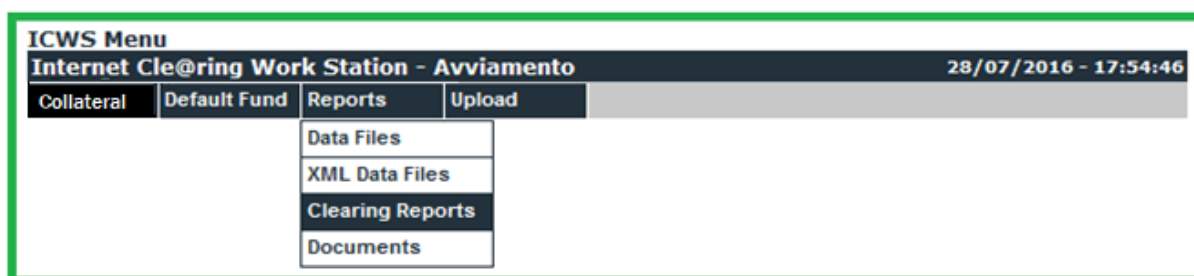 ICWS Menu
Internet Cle@ring Work Station - Avviamento 28/07/2016 - 17:54:46
Collateral Default Fund Reports Upload
Data Files
XML Data Files
Clearing Reports
Documents